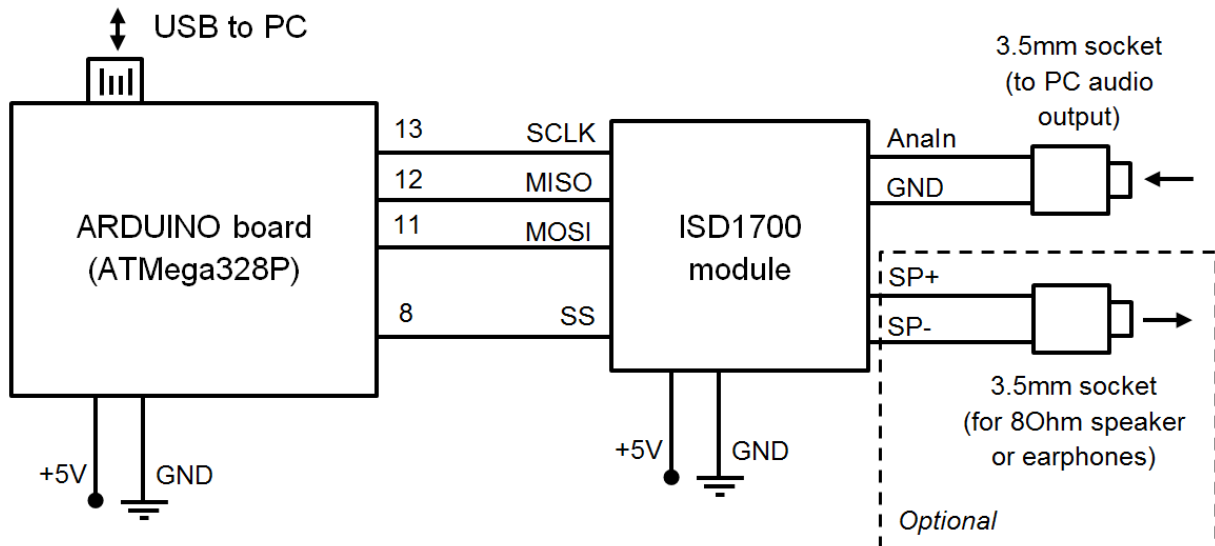 USB to PC
ARDUINO board
(ATMega328P)
+5V
GND
13
SCLK
12
MISO
11
MOSI
8
SS
ISD1700
module
+5V
GND
AnaIn
GND
3.5mm socket
(to PC audio
output)
SP+
SP-
3.5mm socket
(for 8Ohm speaker
or earphones)
Optional